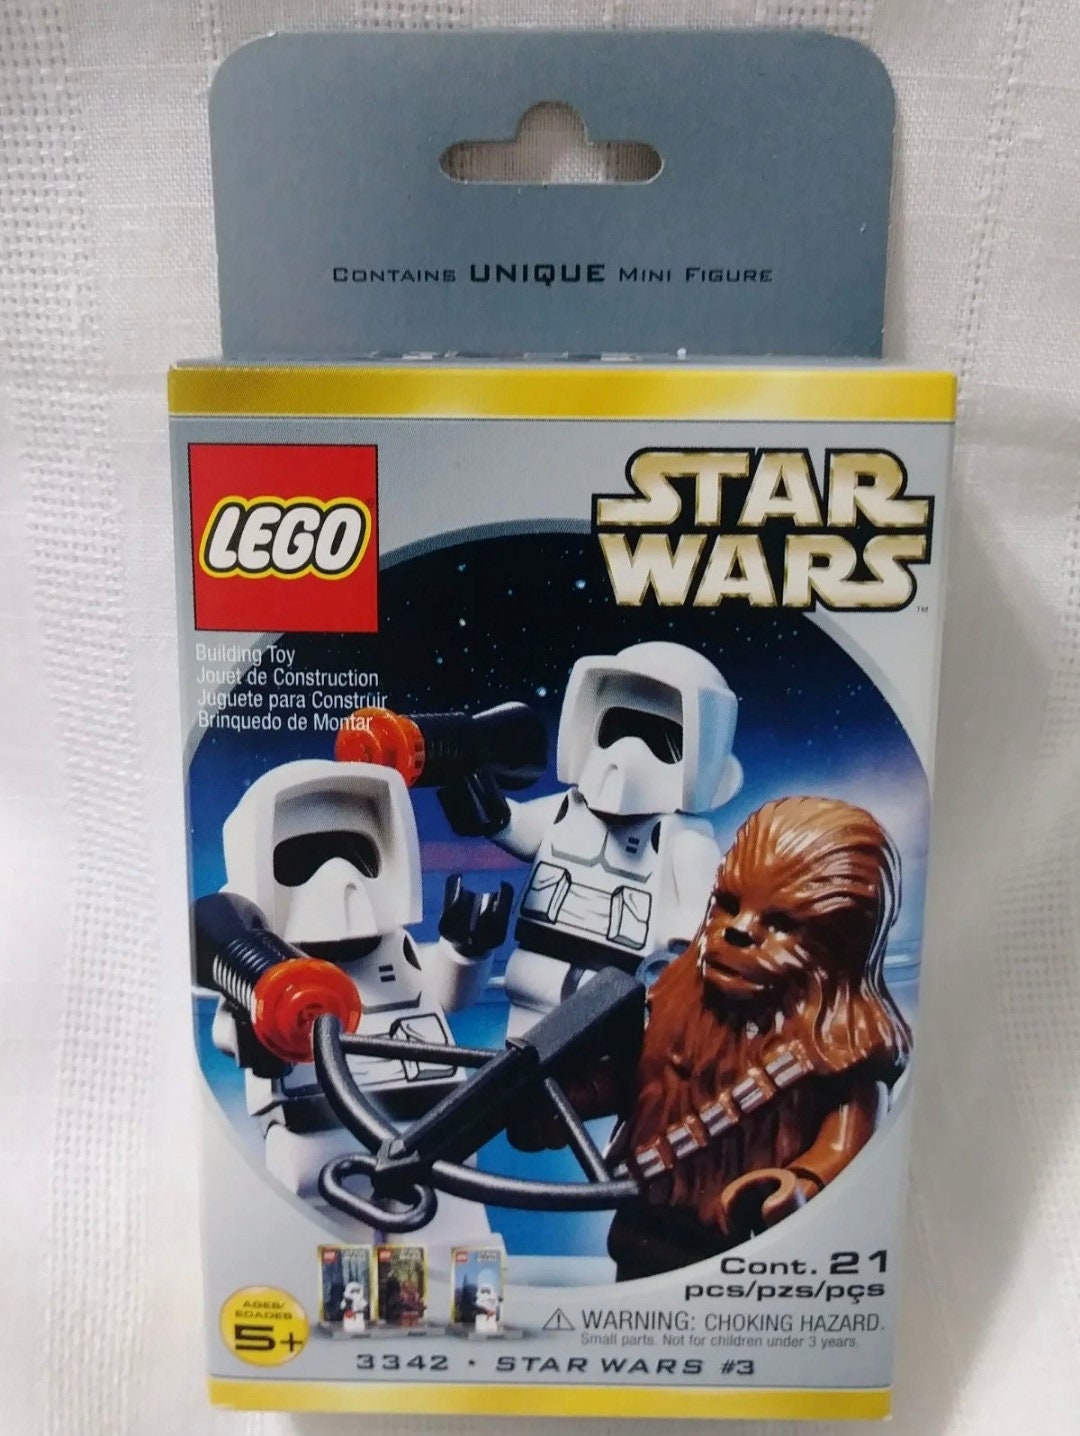 CONTAINS UNIQUE MINI FIGURE
LEGO
STAR
WARS
TM
Building Toy
Jouet de Construction
Juguete para Construir
Brinquedo de Montar
Cont. 21
pcs/pzs/pçs
WARNING: CHOKING HAZARD.
Small parts. Not for children under 3 years.
AGES/
EDADES
5+
3342 · STAR WARS #3